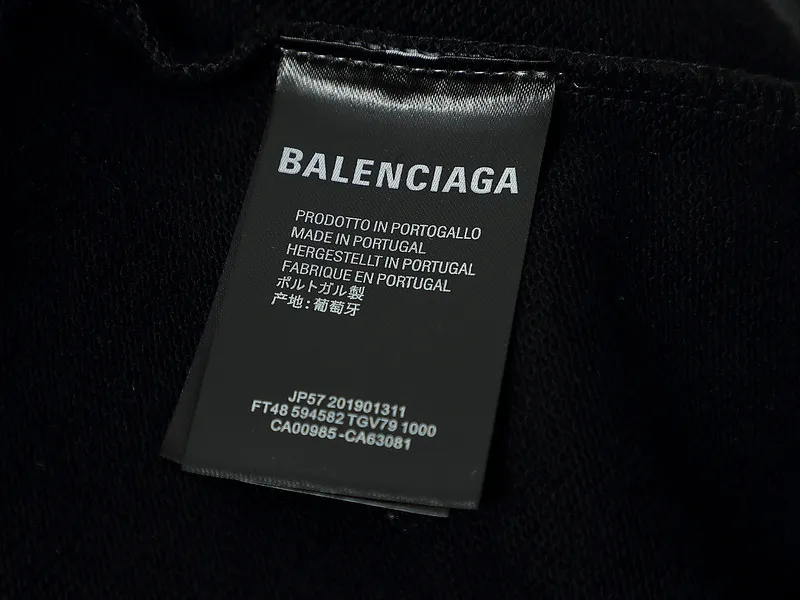 BALENCIAGA
PRODOTTO IN PORTOGALLO
MADE IN PORTUGAL
HERGESTELLT IN PORTUGAL
FABRIQUE EN PORTUGAL
ポルトガル製
产地:葡萄牙
JP57 201901311
FT48 594582 TGV79 1000
CA00985-CA63081